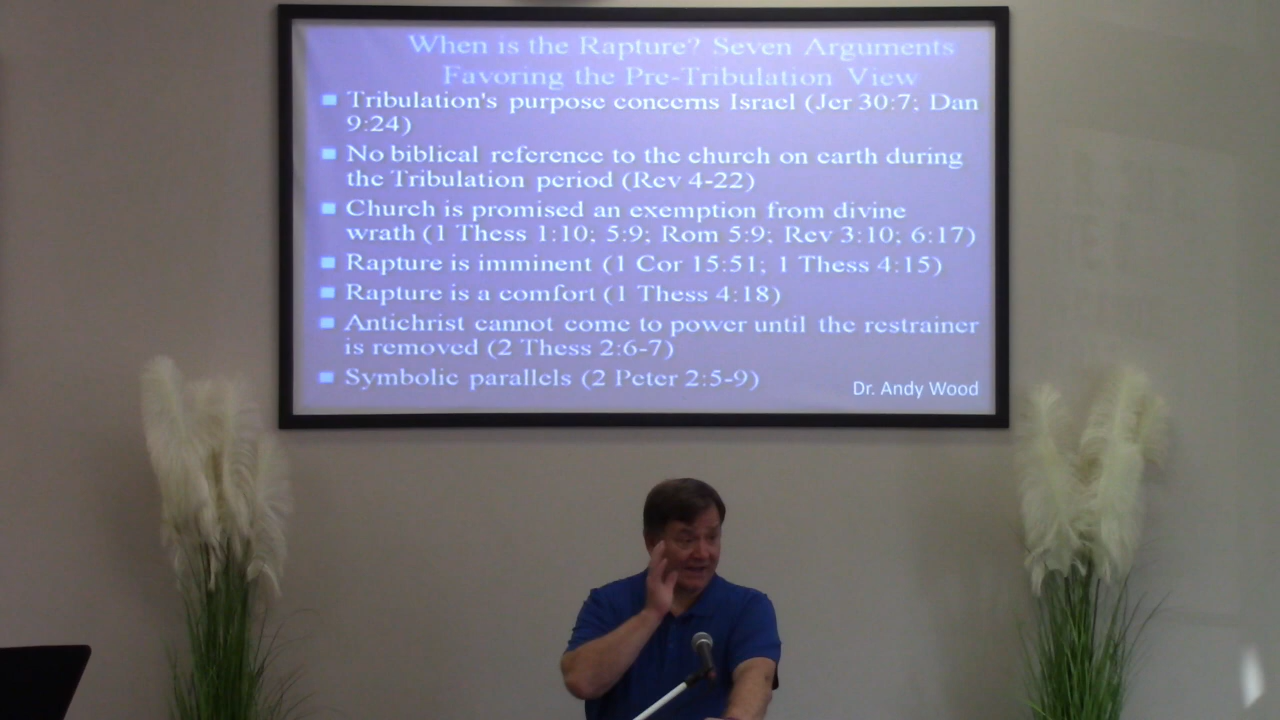 When is the Rapture? Seven Arguments
Favoring the Pre-Tribulation View
Tribulation's purpose concerns Israel (Jer 30:7; Dan
9:24)
No biblical reference to the church on earth during
the Tribulation period (Rev 4-22)
Church is promised an exemption from divine
wrath (1 Thess 1:10; 5:9; Rom 5:9; Rev 3:10; 6:17)
Rapture is imminent (1 Cor 15:51; 1 Thess 4:15)
Rapture is a comfort (1 Thess 4:18)
Antichrist cannot come to power until the restrainer
is removed (2 Thess 2:6-7)
Symbolic parallels (2 Peter 2:5-9)
Dr. Andy Wood